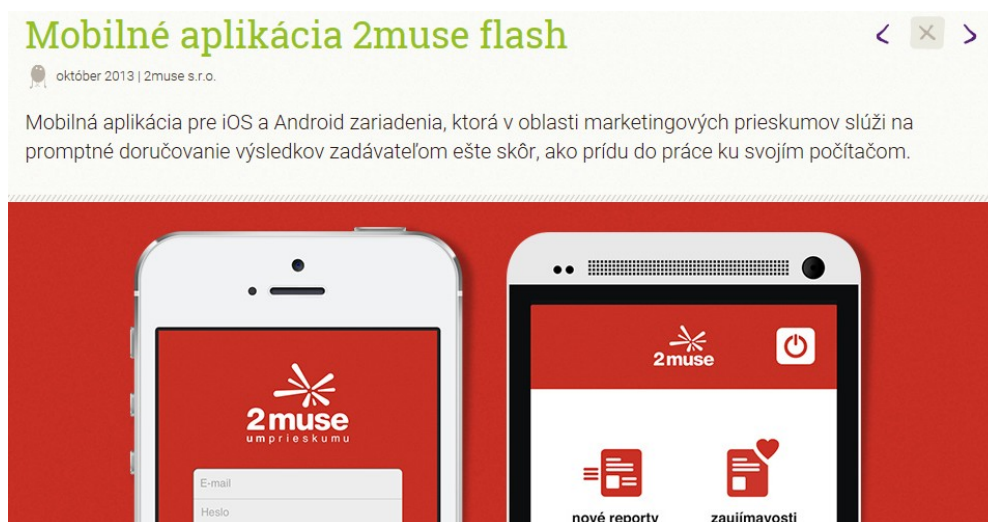 Mobilné aplikácia 2muse flash
október 2013 | 2muse s.r.o.
Mobilná aplikácia pre iOS a Android zariadenia, ktorá v oblasti marketingových prieskumov slúži na
promptné doručovanie výsledkov zadávateľom ešte skôr, ako prídu do práce ku svojím počítačom.
2muse
umprieskumu
E-mail
Heslo
2muse
nové reporty
zaujímavosti